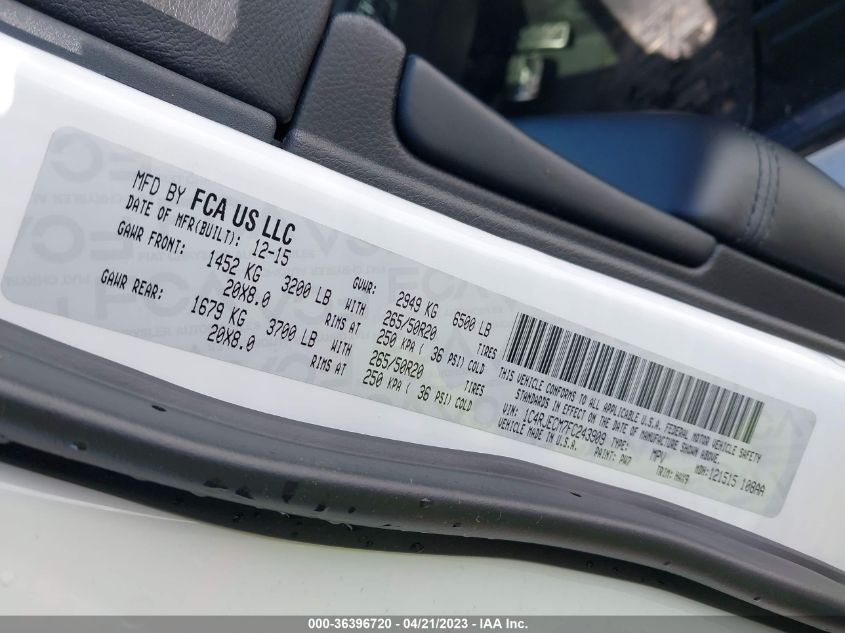 MFD BY FCA US LLC
DATE OF MFR(BUILT): 12-15
GVWR: 2949 KG 6500 LB
GAWR FRONT: 1452 KG 3200 LB WITH 265/50R20 TIRES
20X8.0 RIMS AT 250 KPA ( 36 PSI) COLD
GAWR REAR: 1679 KG 3700 LB WITH 265/50R20 TIRES
20X8.0 RIMS AT 250 KPA ( 36 PSI) COLD
THIS VEHICLE CONFORMS TO ALL APPLICABLE U.S.A. FEDERAL MOTOR VEHICLE SAFETY
STANDARDS IN EFFECT ON THE DATE OF MANUFACTURE SHOWN ABOVE.
VIN: TYPE: MPV
VEHICLE MADE IN U.S.A. PAINT: PW7 MDH: 121515 108AA
TRIM:
000-36396720 - 04/21/2023 - IAA Inc.